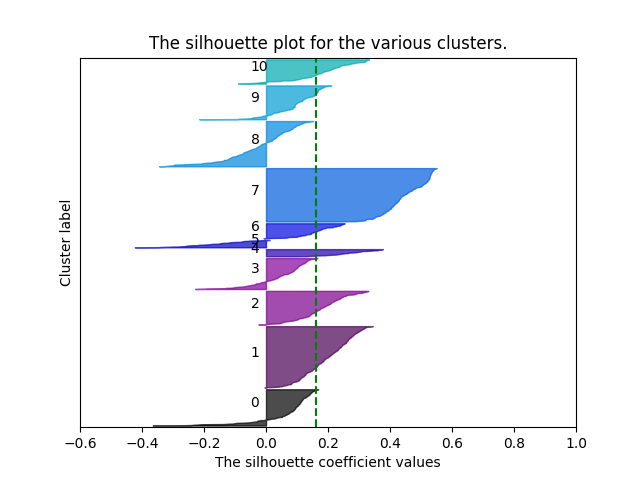 The silhouette plot for the various clusters.
Cluster label
10
9
8
7
6
5
4
3
2
1
0
−0.6 −0.4 −0.2 0.0 0.2 0.4 0.6 0.8 1.0
The silhouette coefficient values